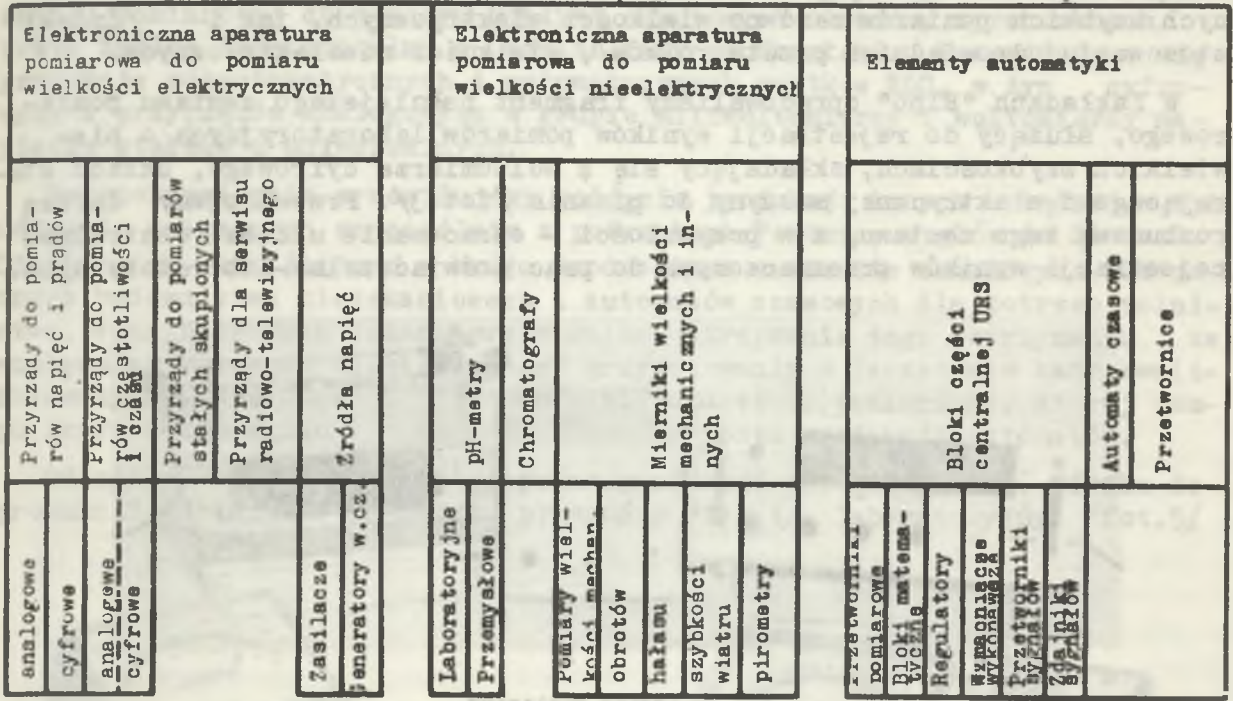 Elektroniczna aparatura
pomiarowa do pomiaru
wielkości elektrycznych
Przyrządy do pomia-
rów napięć i prądów
Przyrządy do pomia-
rów częstotliwości
i czasu
Przyrządy do pomiarów
stałych skupionych
Przyrządy dla serwisu
radiowo-telewizyjnego
Źródła napięć
analogowe
cyfrowe
analogowe
cyfrowe
Zasilacze
Generatory w.cz.
Elektroniczna aparatura
pomiarowa do pomiaru
wielkości nieelektrycznych
pH-metry
Chromatografy
Mierniki wielkości
mechanicznych i in-
nych
Laboratoryjne
Przemysłowe
Pomiary wiel-
kości mechan
obrotów
hałasu
szybkości
wiatru
pirometry
Elementy automatyki
Bloki części
centralnej URS
Automaty czasowe
Przetwornice
Przetworniki
pomiarowe
Bloki matema-
tyczne
Regulatory
Wzmacniacze
Przetworniki
sygnałów
Zdajniki
sygnałów